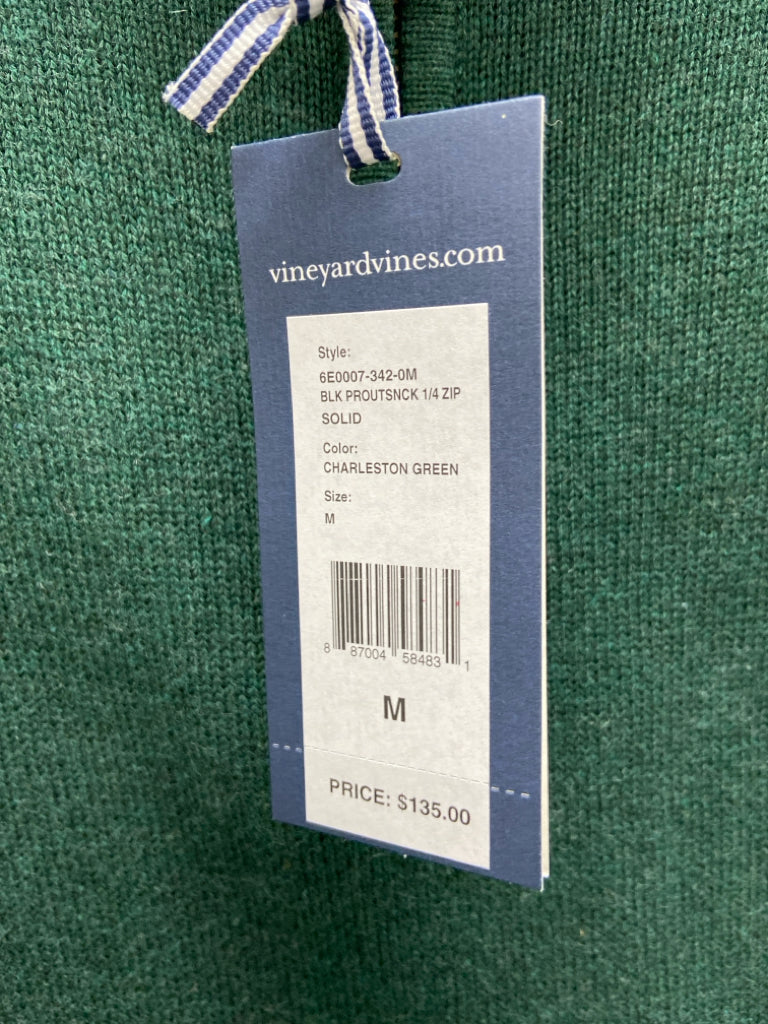 vineyardvines.com
Style:
6E0007-342-0M
BLK PROUTSNCK 1/4 ZIP
SOLID
Color:
CHARLESTON GREEN
Size:
M
8 87004 58483 1
M
PRICE: $135.00